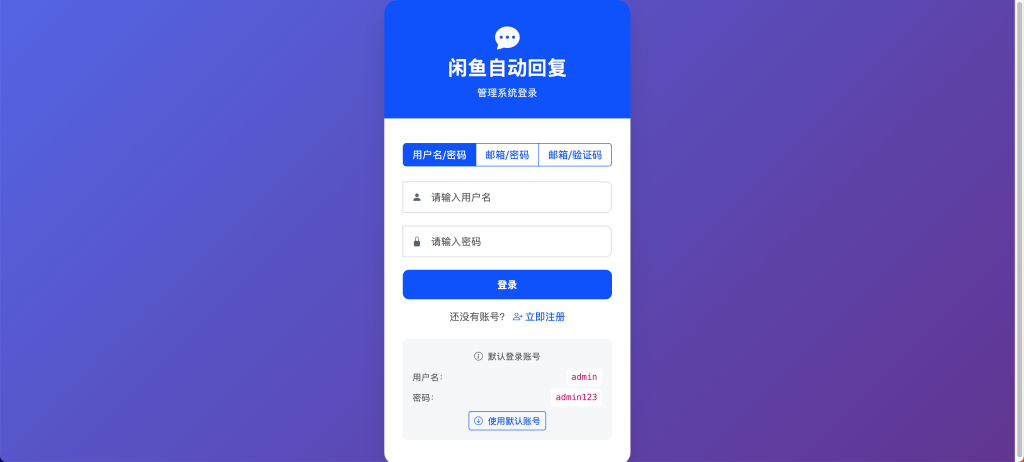 闲鱼自动回复
管理系统登录
用户名/密码 邮箱/密码 邮箱/验证码
请输入用户名
请输入密码
登录
还没有账号? 立即注册
默认登录账号
用户名: admin
密码: admin123
使用默认账号